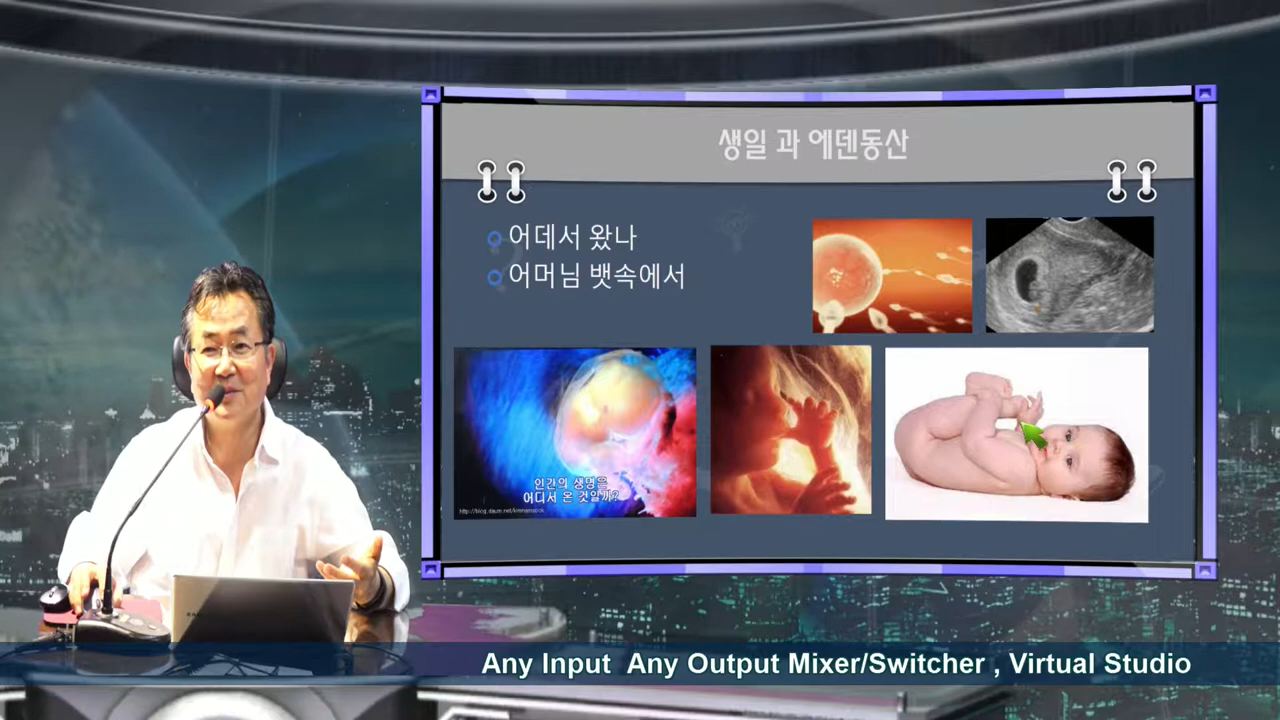 생일 과 에덴동산
어데서 왔나
어머님 뱃속에서
인간의 생명은
어디서 온 것일까?
Any Input Any Output Mixer/Switcher , Virtual Studio